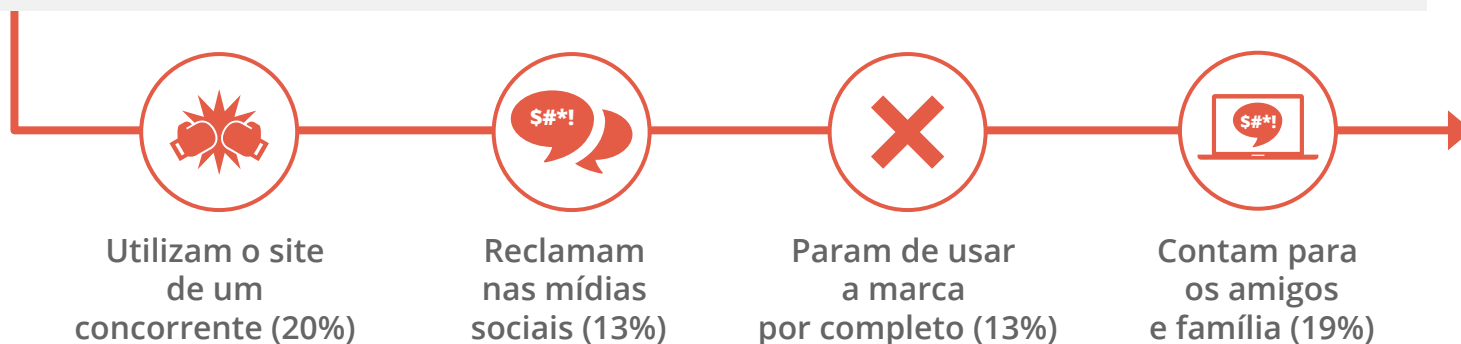 $#*!
$#*!
Utilizam o site
de um
concorrente (20%)
Reclamam
nas mídias
sociais (13%)
Param de usar
a marca
por completo (13%)
Contam para
os amigos
e família (19%)